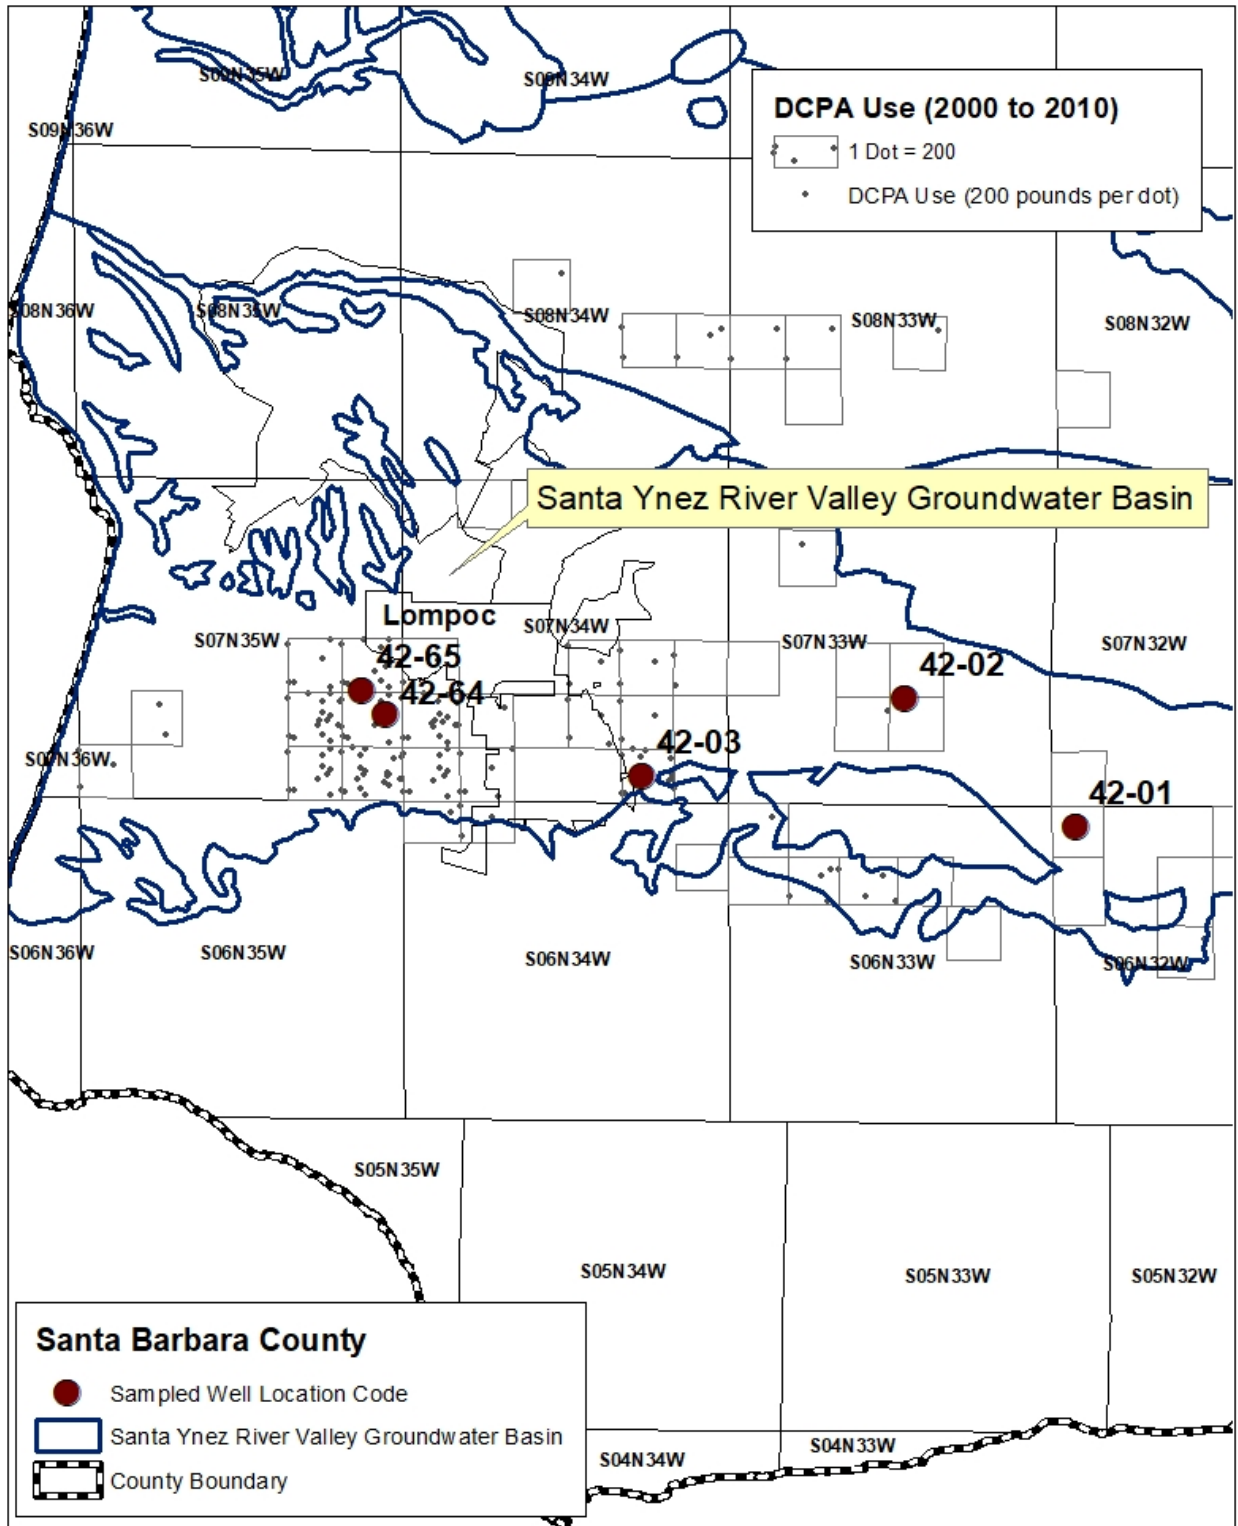 S09N35W
S09N34W
DCPA Use (2000 to 2010)
1 Dot = 200
DCPA Use (200 pounds per dot)
S09N36W
S08N36W
S08N35W
S08N34W
S08N33W
S08N32W
Santa Ynez River Valley Groundwater Basin
Lompoc
S07N35W
S07N34W
S07N33W
S07N32W
42-65
42-64
42-02
42-03
S07N36W
42-01
S06N36W
S06N35W
S06N34W
S06N33W
S06N32W
S05N35W
S05N34W
S05N33W
S05N32W
Santa Barbara County
Sampled Well Location Code
Santa Ynez River Valley Groundwater Basin
County Boundary
S04N34W
S04N33W